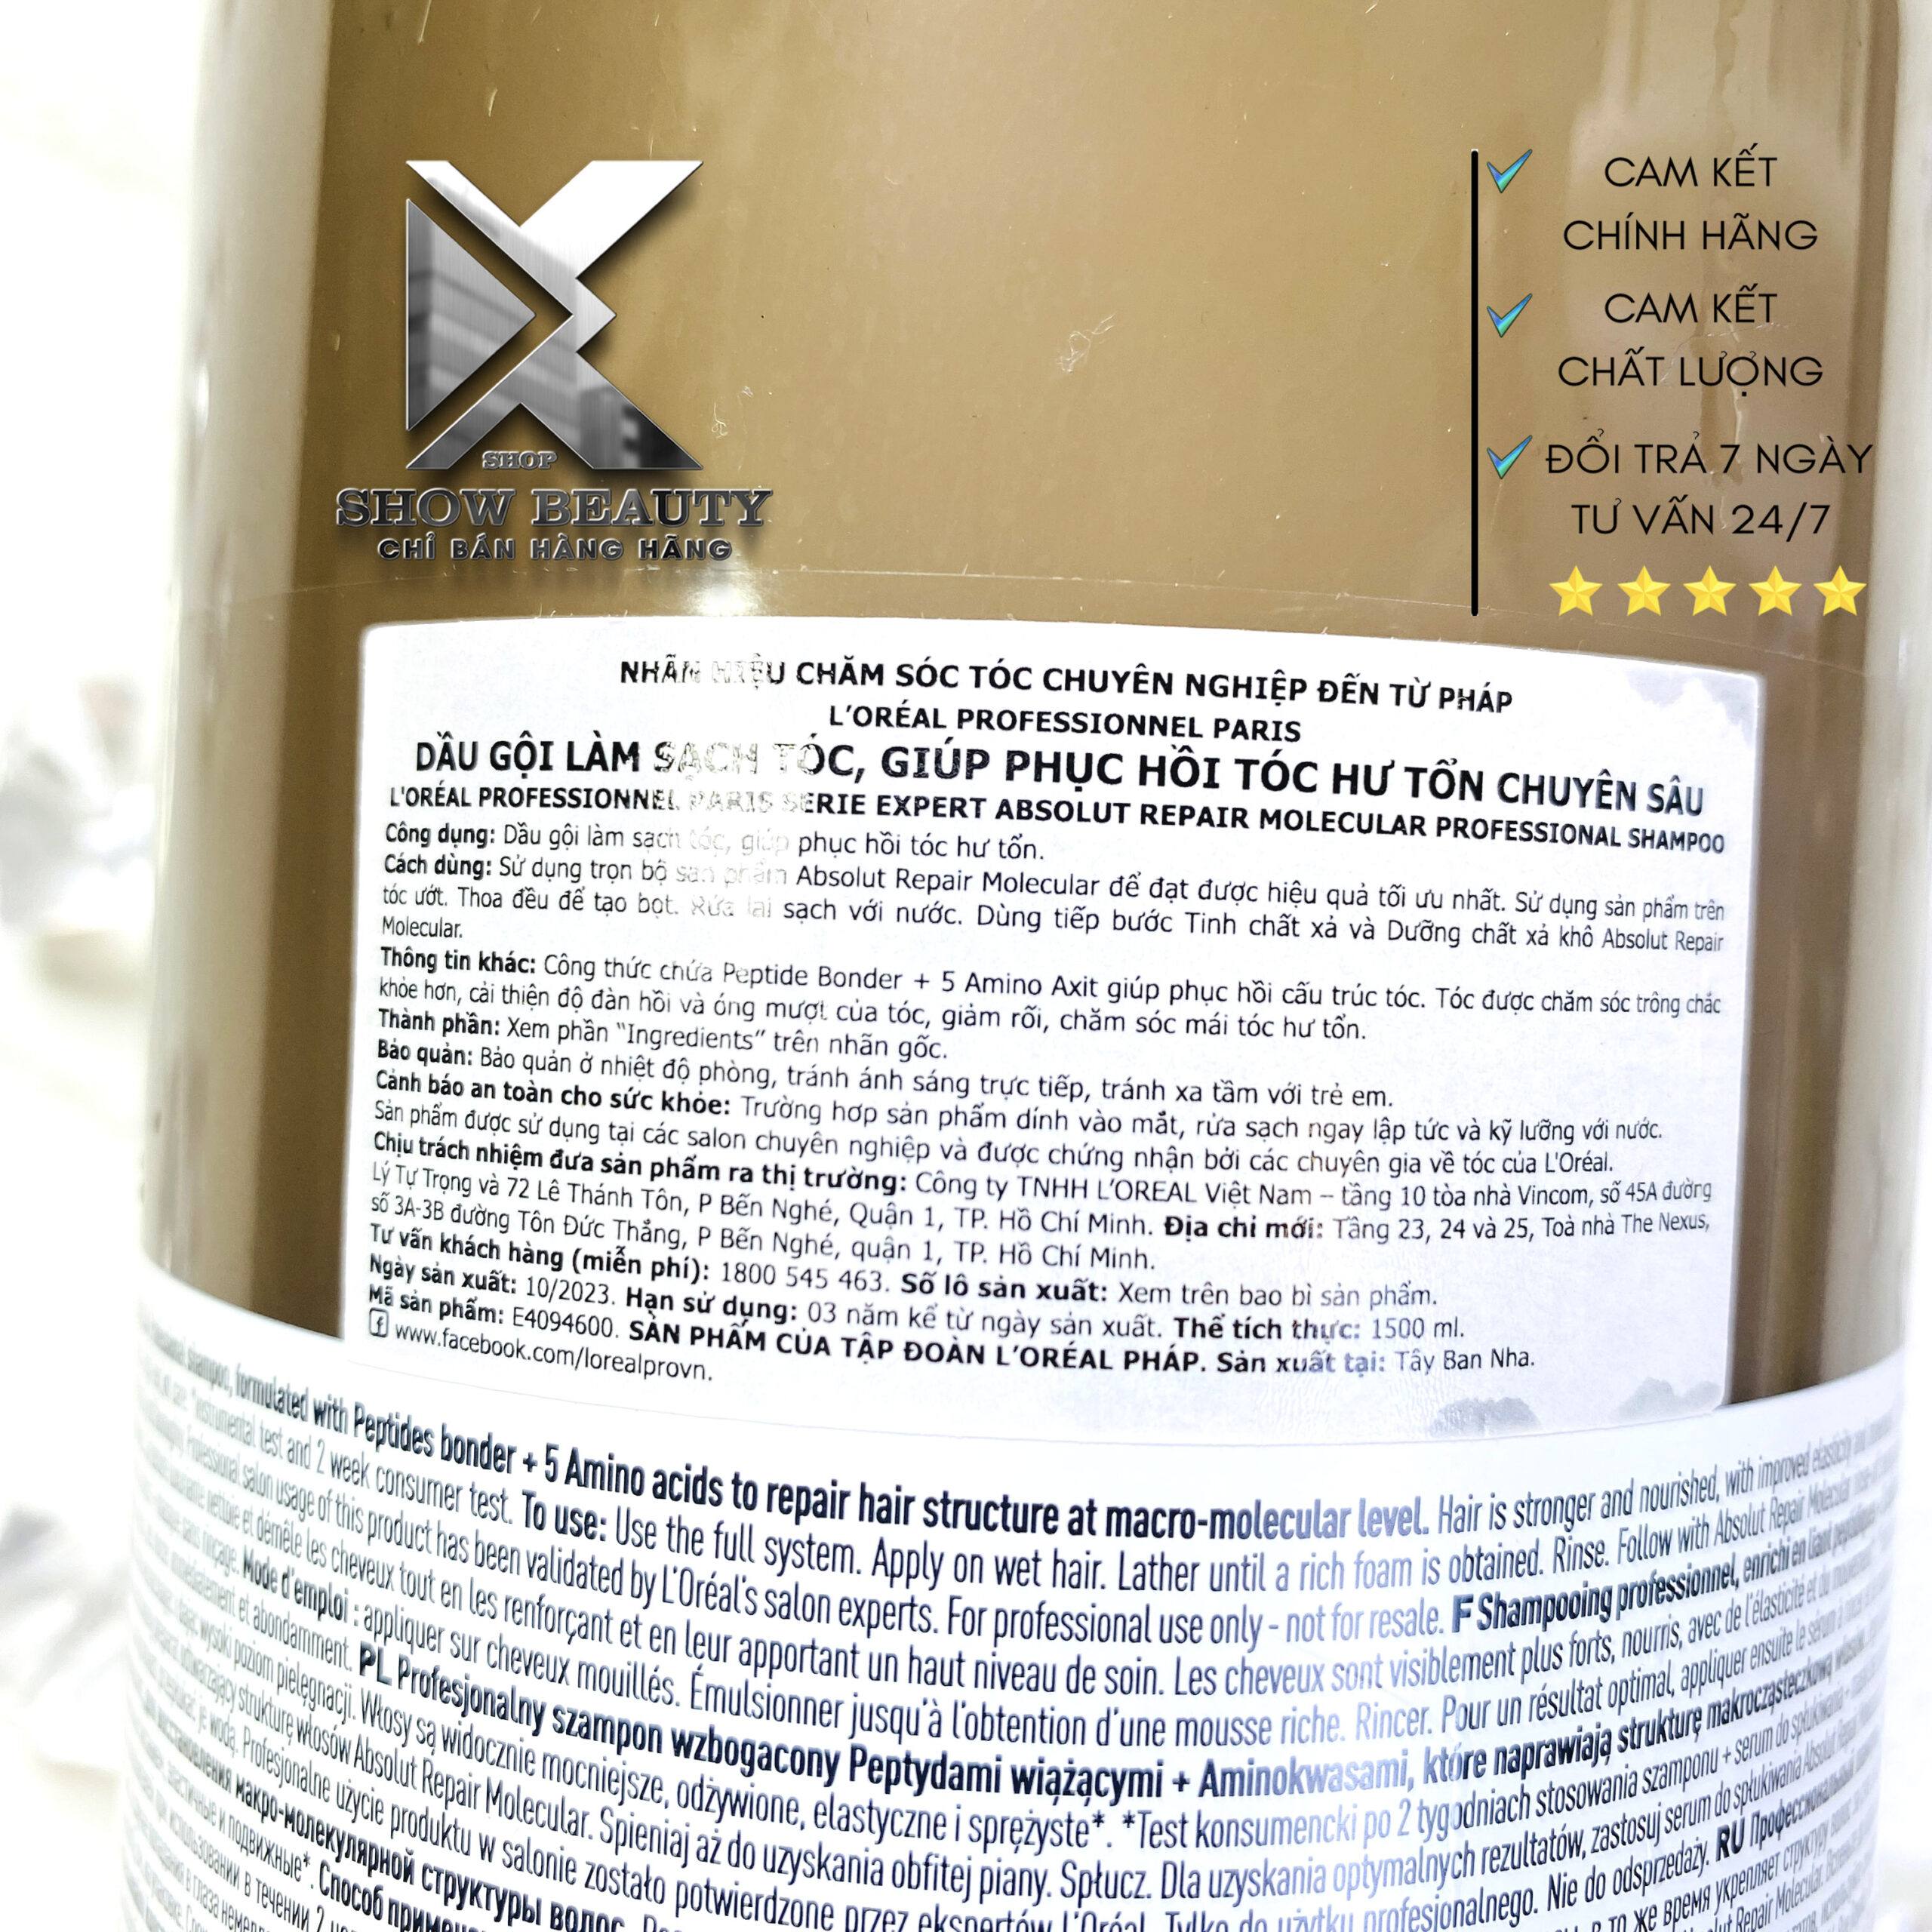 SHOP
SHOW BEAUTY
CHỈ BÁN HÀNG HÃNG
CAM KẾT
CHÍNH HÃNG
CAM KẾT
CHẤT LƯỢNG
ĐỔI TRẢ 7 NGÀY
TƯ VẤN 24/7
NHÃN HIỆU CHĂM SÓC TÓC CHUYÊN NGHIỆP ĐẾN TỪ PHÁP
L'ORÉAL PROFESSIONNEL PARIS
DẦU GỘI LÀM SẠCH TÓC, GIÚP PHỤC HỒI TÓC HƯ TỔN CHUYÊN SÂU
L'ORÉAL PROFESSIONNEL PARIS SERIE EXPERT ABSOLUT REPAIR MOLECULAR PROFESSIONAL SHAMPOO
Công dụng: Dầu gội làm sạch tóc, giúp phục hồi tóc hư tổn.
Cách dùng: Sử dụng trọn bộ sản phẩm Absolut Repair Molecular để đạt được hiệu quả tối ưu nhất. Sử dụng sản phẩm trên
tóc ướt. Thoa đều để tạo bọt. Rửa lại sạch với nước. Dùng tiếp bước Tinh chất xả và Dưỡng chất xả khô Absolut Repair
Molecular.
Thông tin khác: Công thức chứa Peptide Bonder + 5 Amino Axit giúp phục hồi cấu trúc tóc. Tóc được chăm sóc trông chắc
khỏe hơn, cải thiện độ đàn hồi và óng mượt của tóc, giảm rối, chăm sóc mái tóc hư tổn.
Thành phần: Xem phần "Ingredients" trên nhãn gốc.
Bảo quản: Bảo quản ở nhiệt độ phòng, tránh ánh sáng trực tiếp, tránh xa tầm với trẻ em.
Cảnh báo an toàn cho sức khỏe: Trường hơp sản phẩm dính vào mắt, rửa sạch ngay lập tức và kỹ lưỡng với nước.
Sản phẩm được sử dụng tại các salon chuyên nghiệp và được chứng nhận bởi các chuyên gia về tóc của L'Oréal.
Chịu trách nhiệm đưa sản phẩm ra thị trường: Công ty TNHH L'OREAL Việt Nam – tầng 10 tòa nhà Vincom, số 45A đường
Lý Tự Trọng và 72 Lê Thánh Tôn, P Bến Nghé, Quận 1, TP. Hồ Chí Minh. Địa chỉ mới: Tầng 23, 24 và 25, Toà nhà The Nexus,
số 3A-3B đường Tôn Đức Thắng, P Bến Nghé, quận 1, TP. Hồ Chí Minh.
Tư vấn khách hàng (miễn phí): 1800 545 463. Số lô sản xuất: Xem trên bao bì sản phẩm.
Ngày sản xuất: 10/2023. Hạn sử dụng: 03 năm kể từ ngày sản xuất. Thể tích thực: 1500 ml.
Mã sản phẩm: E4094600. SẢN PHẨM CỦA TẬP ĐOÀN L'ORÉAL PHÁP. Sản xuất tại: Tây Ban Nha.
www.facebook.com/lorealprovn.
shampoo, formulated with Peptides bonder + 5 Amino acids to repair hair structure at macro-molecular level. Hair is stronger and nourished, with improved elasticity
Instrumental test and 2 week consumer test. To use: Use the full system. Apply on wet hair. Lather until a rich foam is obtained. Rinse. Follow with Absolut Repair Molecular
Professional salon usage of this product has been validated by L'Oréal's salon experts. For professional use only - not for resale. F Shampooing professionnel, enrichi en liant
nettoie et démêle les cheveux tout en les renforçant et en leur apportant un haut niveau de soin. Les cheveux sont visiblement plus forts, nourris, avec de l'élasticité et du
Mode d'emploi : appliquer sur cheveux mouillés. Émulsionner jusqu'à l'obtention d'une mousse riche. Rincer. Pour un résultat optimal, appliquer ensuite le sérum
immédiatement et abondamment. PL Profesjonalny szampon wzbogacony Peptydami wiążącymi + Aminokwasami, które naprawiają strukturę makrocząsteczkową
wysoki poziom pielęgnacji. Włosy są widocznie mocniejsze, odżywione, elastyczne i sprężyste*. *Test konsumencki po 2 tygodniach stosowania szamponu + serum do spłukiwania
strukturę włosów Absolut Repair Molecular. Spieniaj aż do uzyskania obfitej piany. Spłucz. Dla uzyskania optymalnych rezultatów, zastosuj serum do spłukiwania Absolut Repair
je wodą. Profesjonalne użycie produktu w salonie zostało potwierdzone przez ekspertów L'Oréal. Tylko do użytku profesjonalnego. Nie do odsprzedaży. RU Профессиональный
макро-молекулярной структуры волос. то же время укрепляет структуру
эластичные и подвижные*. Способ